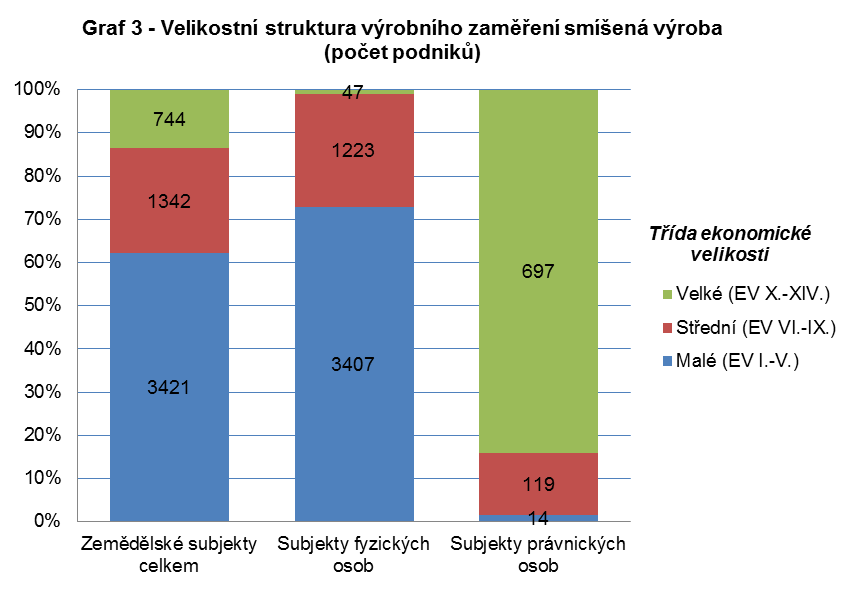 Graf 3 - Velikostní struktura výrobního zaměření smíšená výroba
(počet podniků)
100%
90%
80%
70%
60%
50%
40%
30%
20%
10%
0%
744
1342
3421
47
1223
3407
697
119
14
Zemědělské subjekty
celkem
Subjekty fyzických
osob
Subjekty právnických
osob
Třída ekonomické
velikosti
Velké (EV X.-XIV.)
Střední (EV VI.-IX.)
Malé (EV I.-V.)